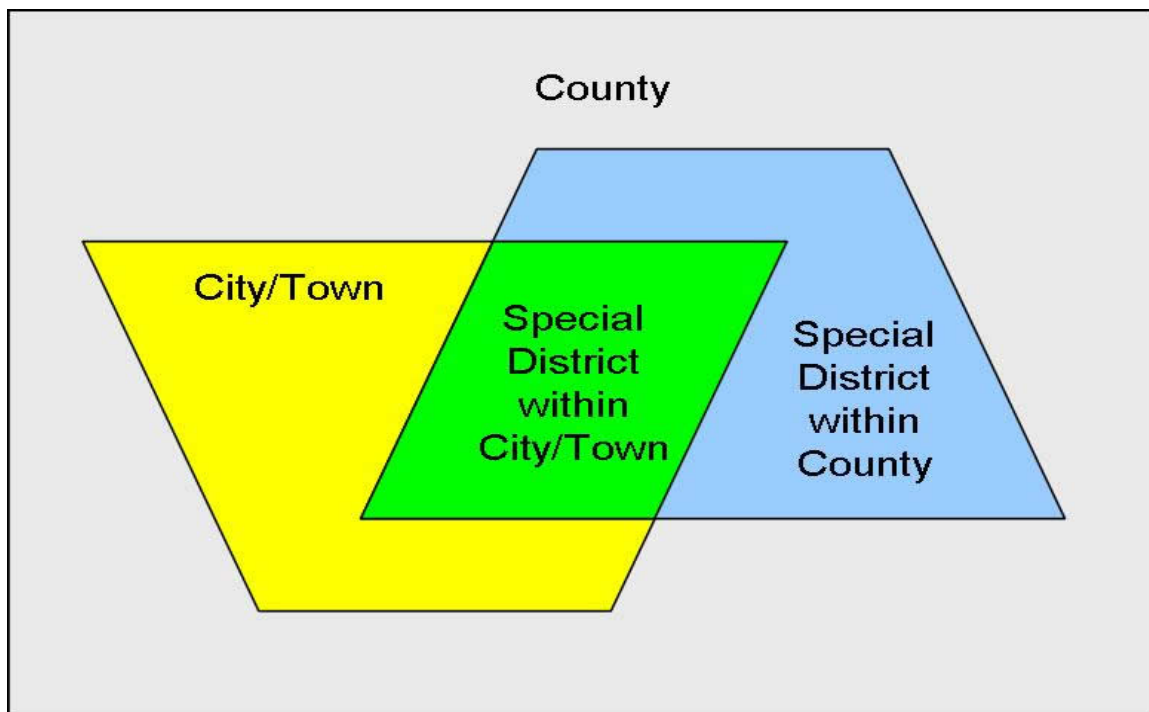 County
City/Town
Special
District
within
City/Town
Special
District
within
County